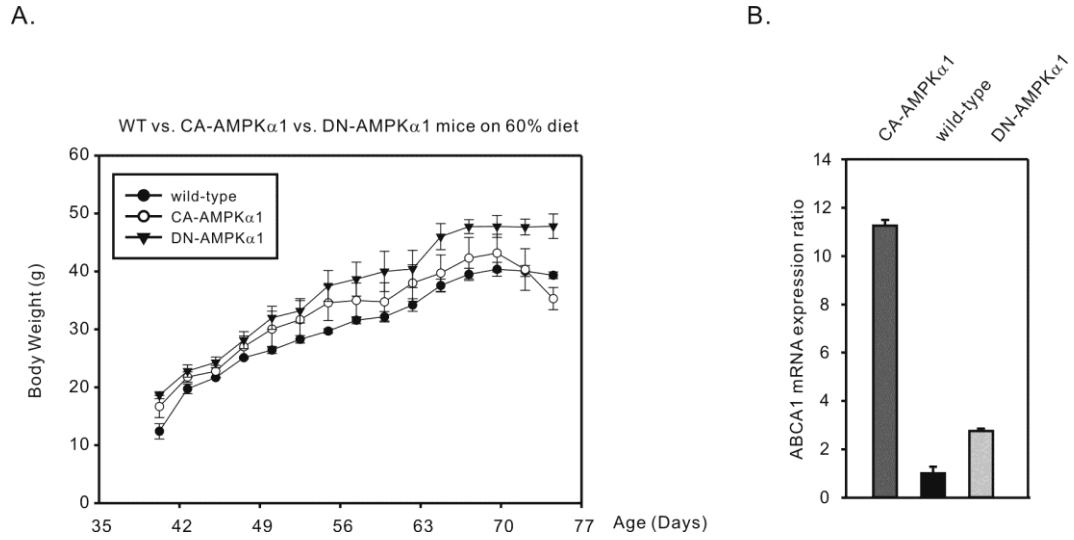 A.
WT vs. CA-AMPKα1 vs. DN-AMPKα1 mice on 60% diet
60
50
40
30
20
10
0
Body Weight (g)
wild-type
CA-AMPKα1
DN-AMPKα1
35 42 49 56 63 70 77 Age (Days)
B.
CA-AMPKα1
wild-type
DN-AMPKα1
14
12
10
8
6
4
2
0
ABCA1 mRNA expression ratio